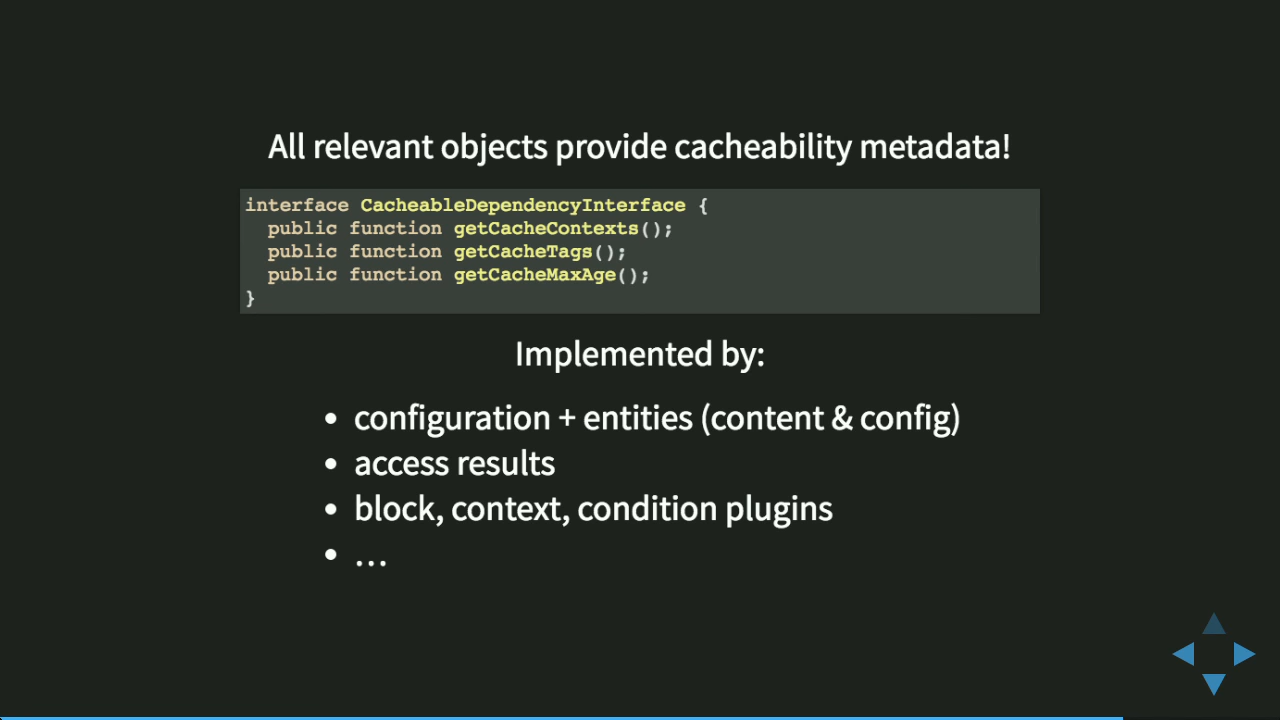 All relevant objects provide cacheability metadata!
interface CacheableDependencyInterface {
  public function getCacheContexts();
  public function getCacheTags();
  public function getCacheMaxAge();
}
Implemented by:
• configuration + entities (content & config)
• access results
• block, context, condition plugins
• …